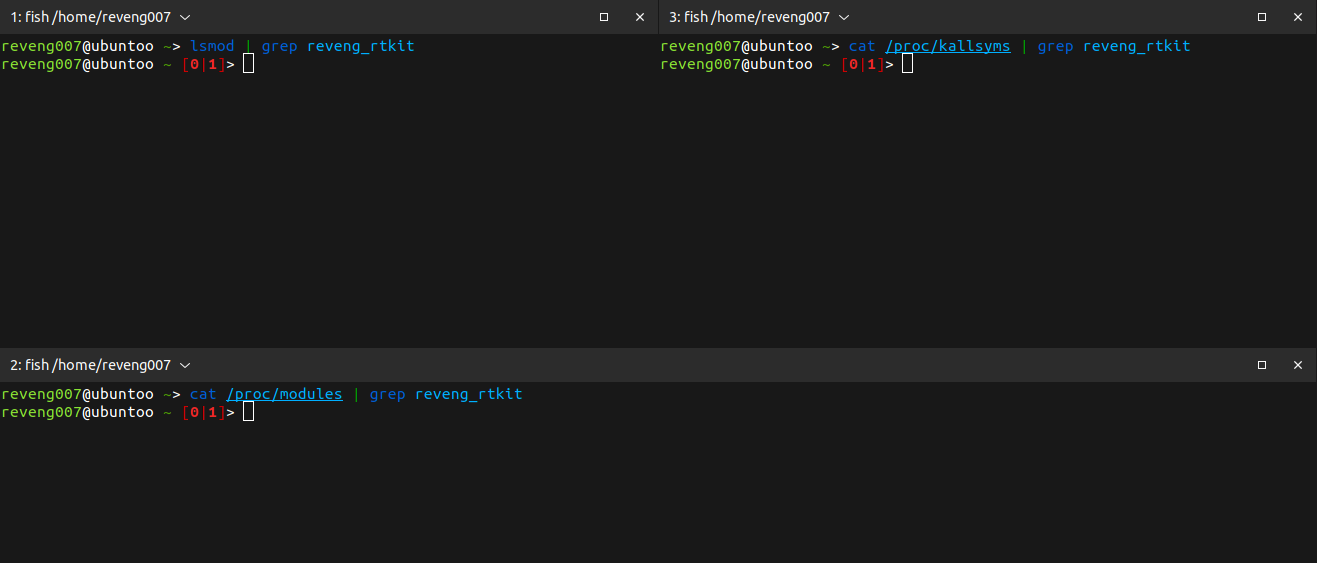 1: fish /home/reveng007
reveng007@ubuntoo ~> lsmod | grep reveng_rtkit
reveng007@ubuntoo ~ [0|1]>
3: fish /home/reveng007
reveng007@ubuntoo ~> cat /proc/kallsyms | grep reveng_rtkit
reveng007@ubuntoo ~ [0|1]>
2: fish /home/reveng007
reveng007@ubuntoo ~> cat /proc/modules | grep reveng_rtkit
reveng007@ubuntoo ~ [0|1]>